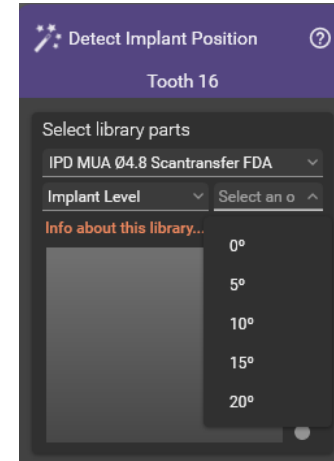 Detect Implant Position
Tooth 16
Select library parts
IPD MUA Ø4.8 Scantransfer FDA
Implant Level Select an o
Info about this library...
0º
5º
10º
15º
20º